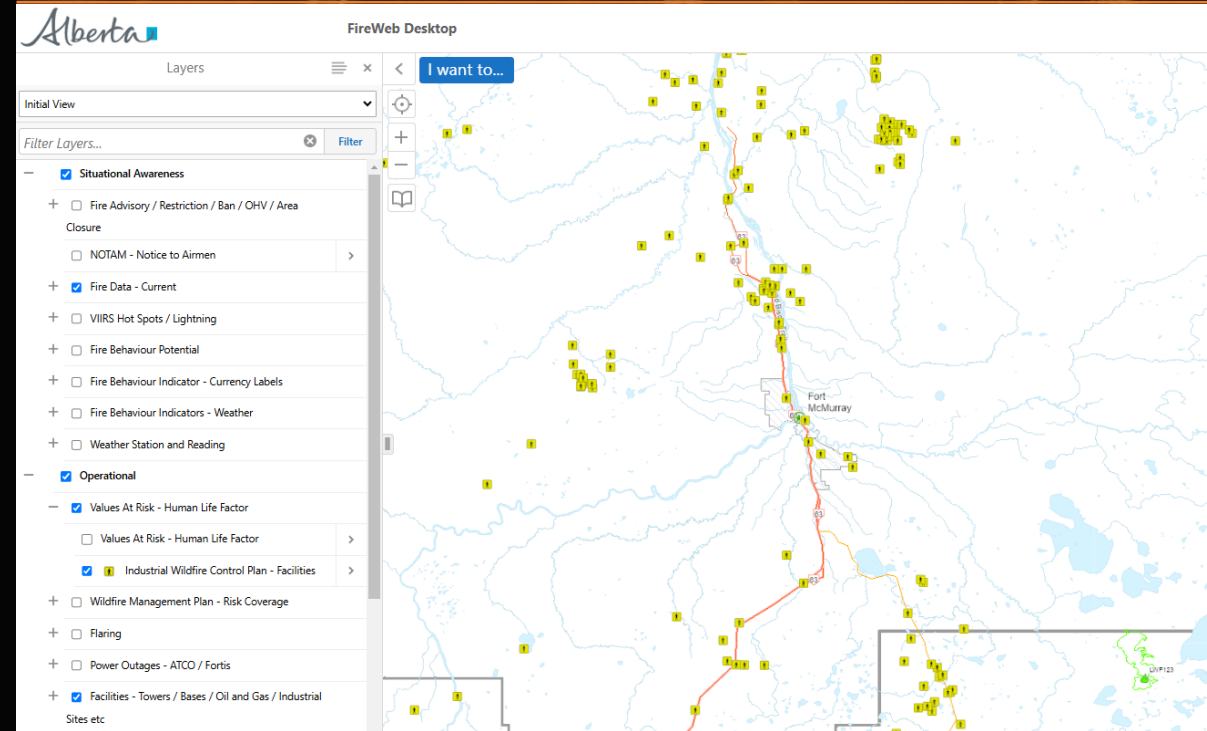 Alberta
FireWeb Desktop
Layers
I want to...
Initial View
Filter Layers...
Filter
Situational Awareness
Fire Advisory / Restriction / Ban / OHV / Area
Closure
NOTAM - Notice to Airmen
Fire Data - Current
VIIRS Hot Spots / Lightning
Fire Behaviour Potential
Fire Behaviour Indicator - Currency Labels
Fire Behaviour Indicators - Weather
Weather Station and Reading
Operational
Values At Risk - Human Life Factor
Values At Risk - Human Life Factor
Industrial Wildfire Control Plan - Facilities
Wildfire Management Plan - Risk Coverage
Flaring
Power Outages - ATCO / Fortis
Facilities - Towers / Bases / Oil and Gas / Industrial
Sites etc
63
63
Fort
McMurray
63
63